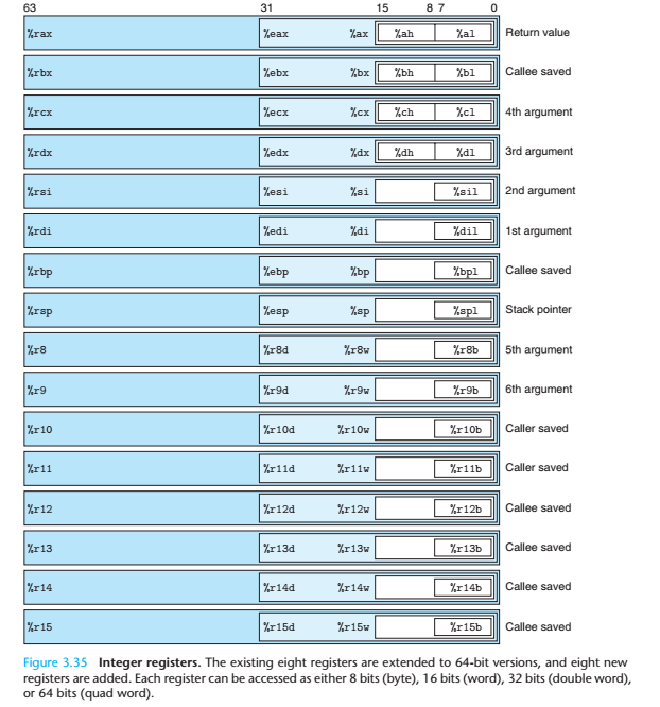 63 31 15 8 7 0
%rax %eax %ax %ah %al Return value
%rbx %ebx %bx %bh %bl Callee saved
%rcx %ecx %cx %ch %cl 4th argument
%rdx %edx %dx %dh %dl 3rd argument
%rsi %esi %si %sil 2nd argument
%rdi %edi %di %dil 1st argument
%rbp %ebp %bp %bpl Callee saved
%rsp %esp %sp %spl Stack pointer
%r8 %r8d %r8w %r8b 5th argument
%r9 %r9d %r9w %r9b 6th argument
%r10 %r10d %r10w %r10b Caller saved
%r11 %r11d %r11w %r11b Caller saved
%r12 %r12d %r12w %r12b Callee saved
%r13 %r13d %r13w %r13b Callee saved
%r14 %r14d %r14w %r14b Callee saved
%r15 %r15d %r15w %r15b Callee saved
Figure 3.35 Integer registers. The existing eight registers are extended to 64-bit versions, and eight new
registers are added. Each register can be accessed as either 8 bits (byte), 16 bits (word), 32 bits (double word),
or 64 bits (quad word).